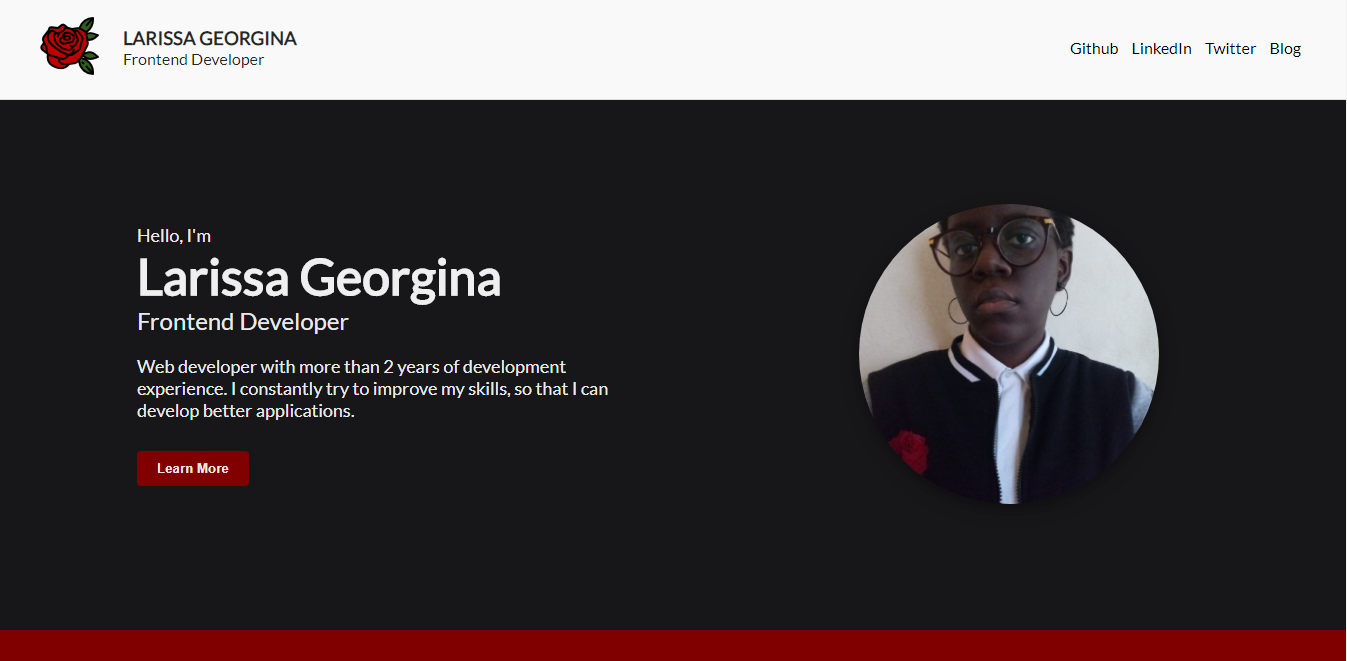 LARISSA GEORGINA
Frontend Developer
Github LinkedIn Twitter Blog
Hello, I'm
Larissa Georgina
Frontend Developer
Web developer with more than 2 years of development
experience. I constantly try to improve my skills, so that I can
develop better applications.
Learn More